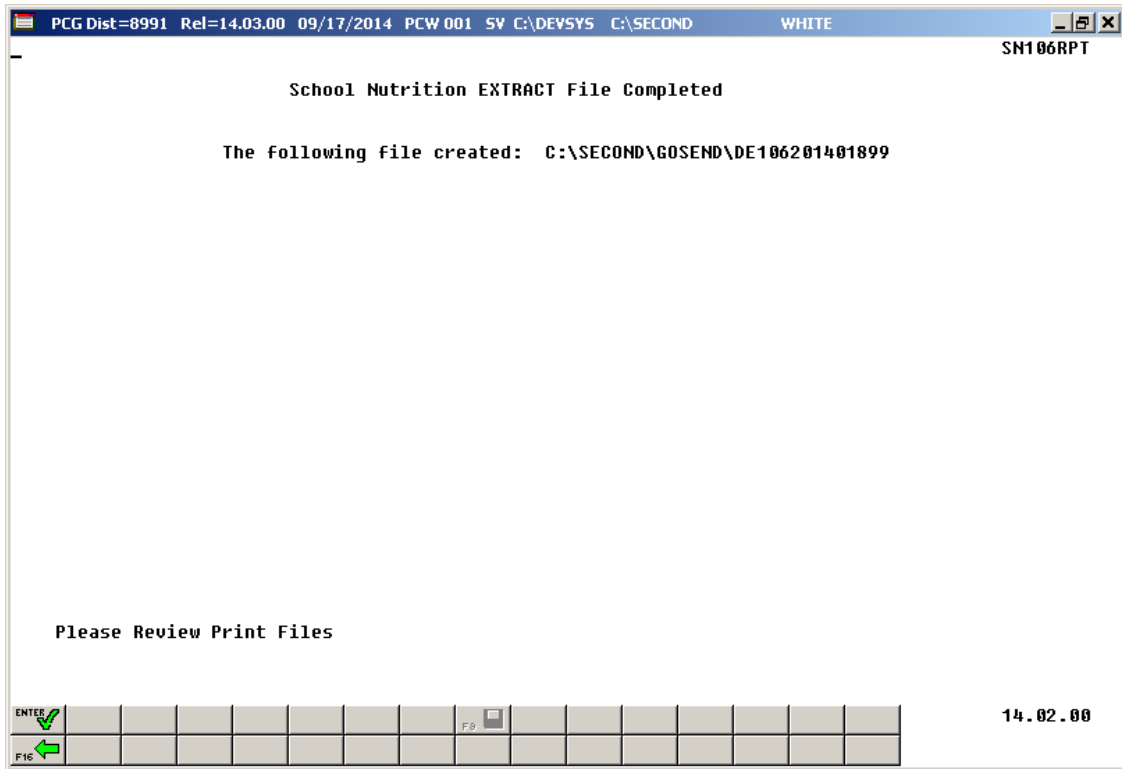 PCG Dist=8991 Rel=14.03.00 09/17/2014 PCW 001 SV C:\DEVSYS C:\SECOND WHITE
SN106RPT
School Nutrition EXTRACT File Completed
The following file created: C:\SECOND\GOSEND\DE106201401899
Please Review Print Files
ENTER F9 14.02.00
F16